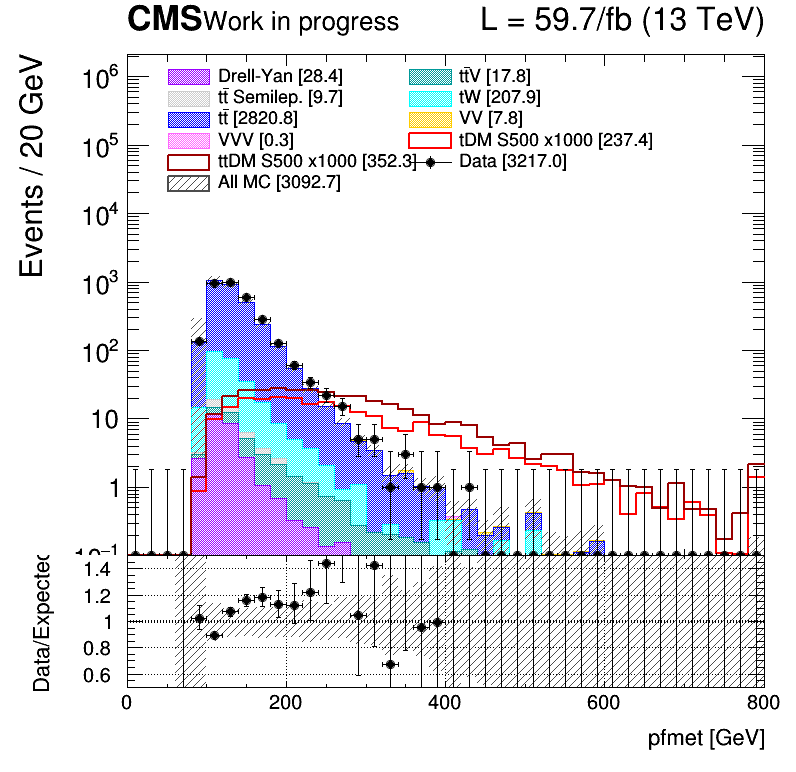 CMS Work in progress L = 59.7/fb (13 TeV)
Events / 20 GeV
10⁶
10⁵
10⁴
10³
10²
10
1
10⁻¹
Drell-Yan [28.4] tt̄V [17.8]
tt̄ Semilep. [9.7] tW [207.9]
tt̄ [2820.8] VV [7.8]
VVV [0.3] tDM S500 x1000 [237.4]
ttDM S500 x1000 [352.3] Data [3217.0]
All MC [3092.7]
Data/Expected
1.4
1.2
1
0.8
0.6
0 200 400 600 800
pfmet [GeV]